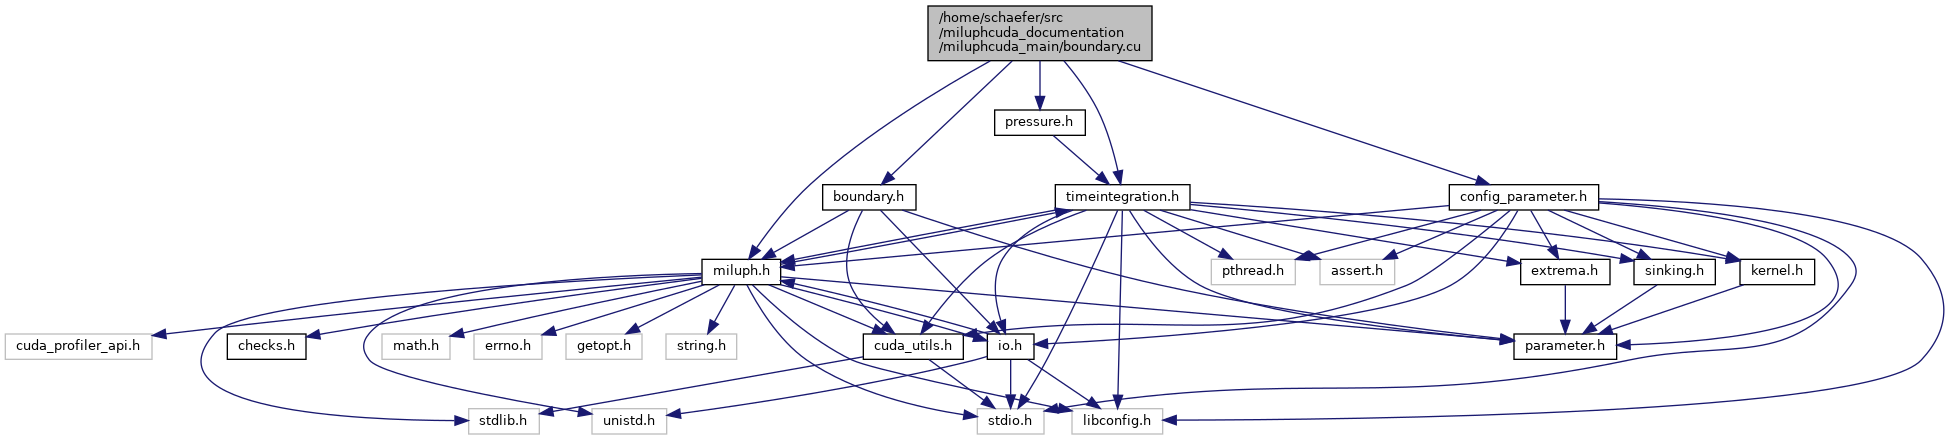 /home/schaefer/src
/miluphcuda_documentation
/miluphcuda_main/boundary.cu
pressure.h
boundary.h
timeintegration.h
config_parameter.h
miluph.h
pthread.h
assert.h
extrema.h
sinking.h
kernel.h
cuda_profiler_api.h
checks.h
math.h
errno.h
getopt.h
string.h
cuda_utils.h
io.h
parameter.h
stdlib.h
unistd.h
stdio.h
libconfig.h